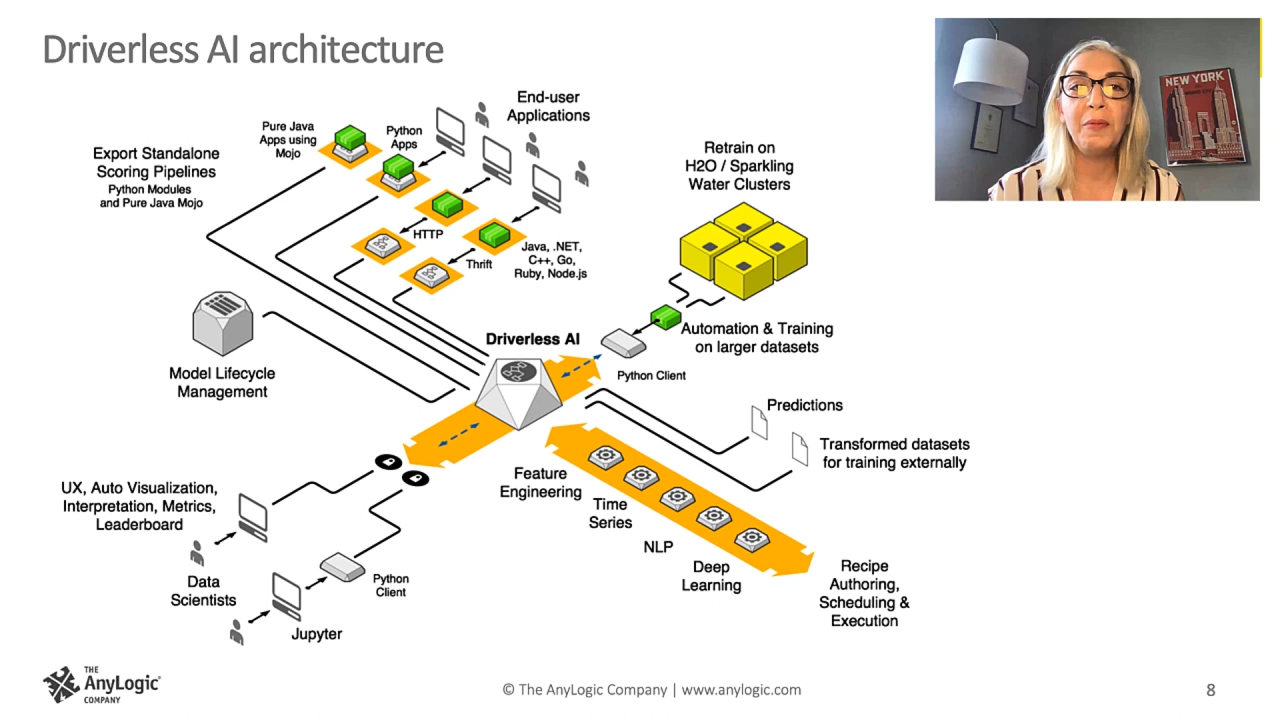 Driverless AI architecture
NEW YORK
End-user
Applications
Pure Java
Apps using
Mojo
Python
Apps
Export Standalone
Scoring Pipelines
Python Modules
and Pure Java Mojo
HTTP
Thrift
Java, .NET,
C++, Go,
Ruby, Node.js
Retrain on
H2O / Sparkling
Water Clusters
Automation & Training
on larger datasets
Python Client
Driverless AI
Model Lifecycle
Management
Predictions
Transformed datasets
for training externally
Feature
Engineering
Time
Series
NLP
Deep
Learning
Recipe
Authoring,
Scheduling &
Execution
UX, Auto Visualization,
Interpretation, Metrics,
Leaderboard
Data
Scientists
Python
Client
Jupyter
THE
AnyLogic
COMPANY
© The AnyLogic Company | www.anylogic.com
8